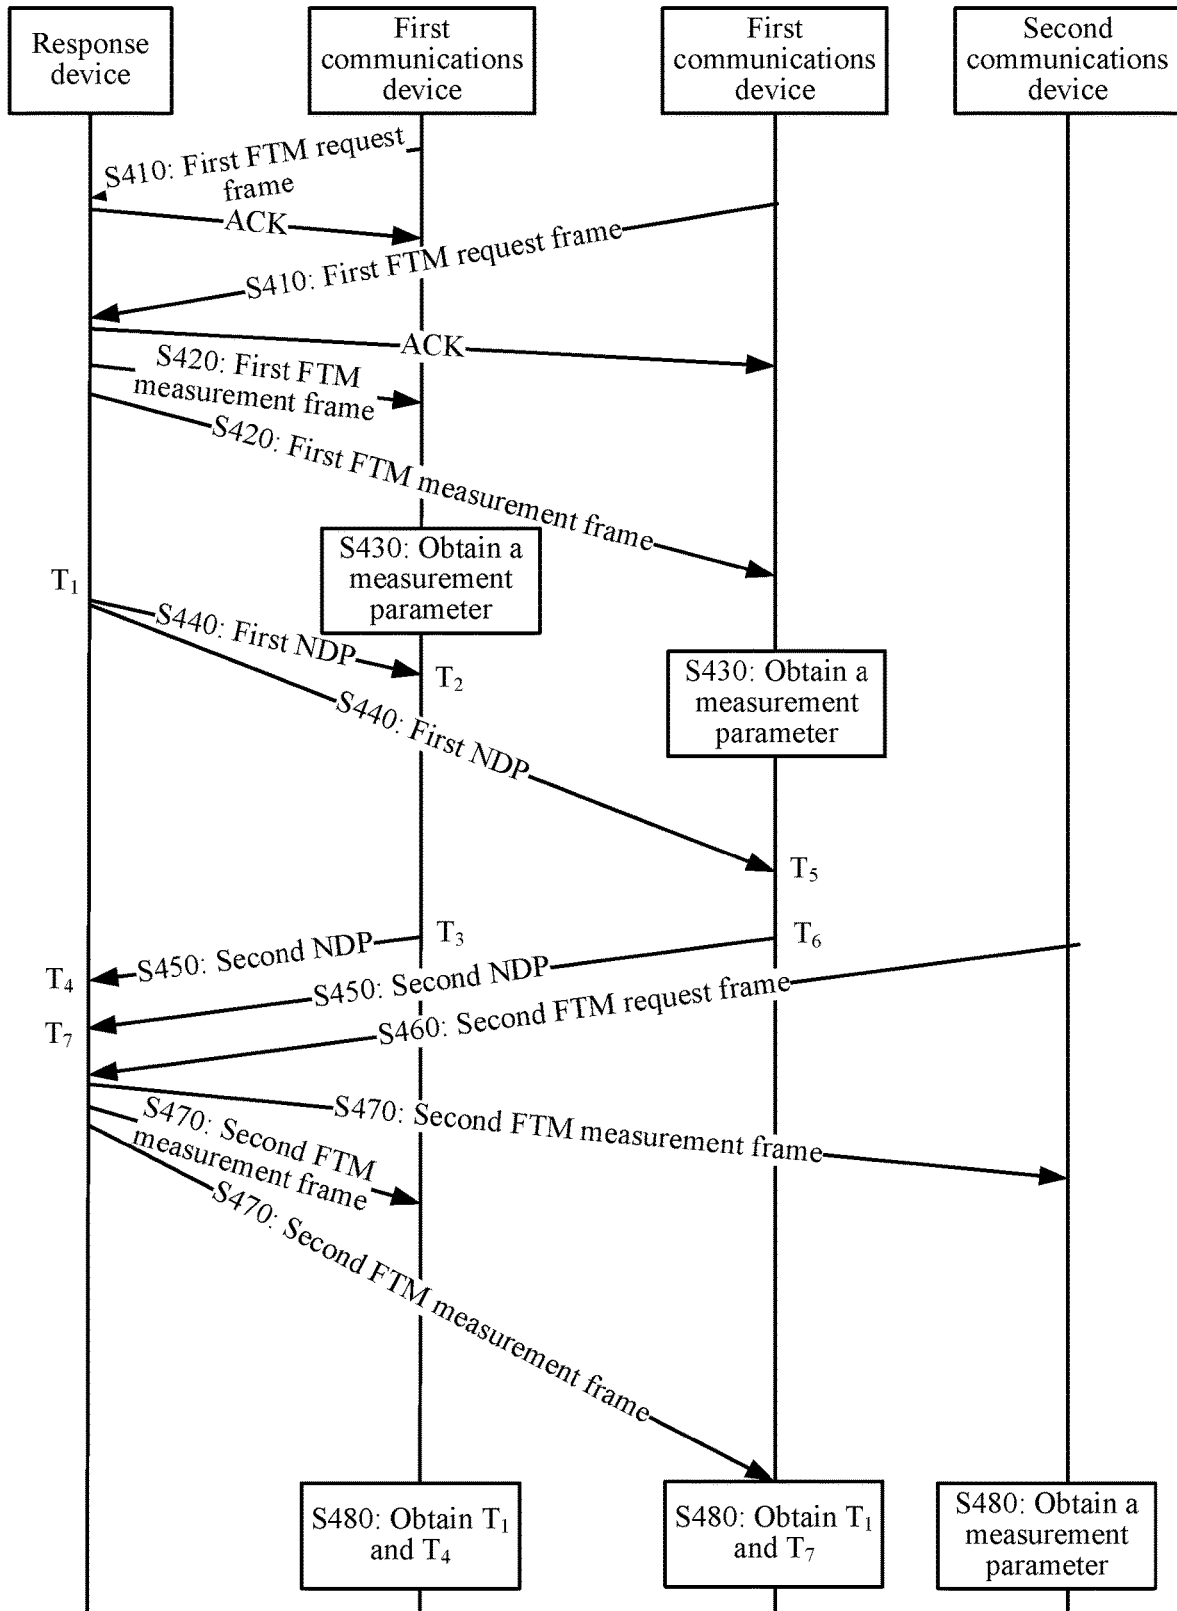 Response
device
First
communications
device
First
communications
device
Second
communications
device
S410: First FTM request
frame
ACK
S410: First FTM request frame
ACK
S420: First FTM
measurement frame
S420: First FTM measurement frame
S430: Obtain a
measurement
parameter
T1
S440: First NDP
T2
S430: Obtain a
measurement
parameter
S440: First NDP
T5
T3
T6
S450: Second NDP
T4
S450: Second NDP
S460: Second FTM request frame
T7
S470: Second FTM measurement frame
S470: Second FTM
measurement frame
S470: Second FTM measurement frame
S480: Obtain T1
and T4
S480: Obtain T1
and T7
S480: Obtain a
measurement
parameter